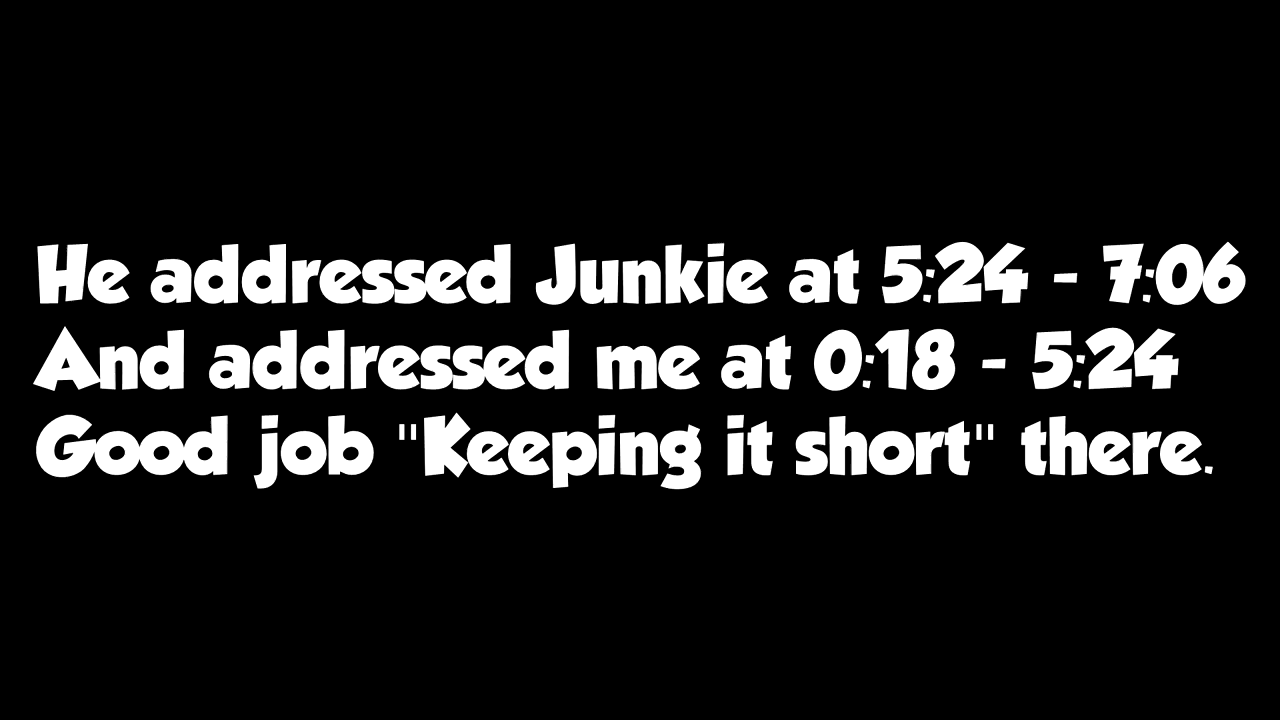 He addressed Junkie at 5:24 - 7:06
And addressed me at 0:18 - 5:24
Good job "Keeping it short" there.